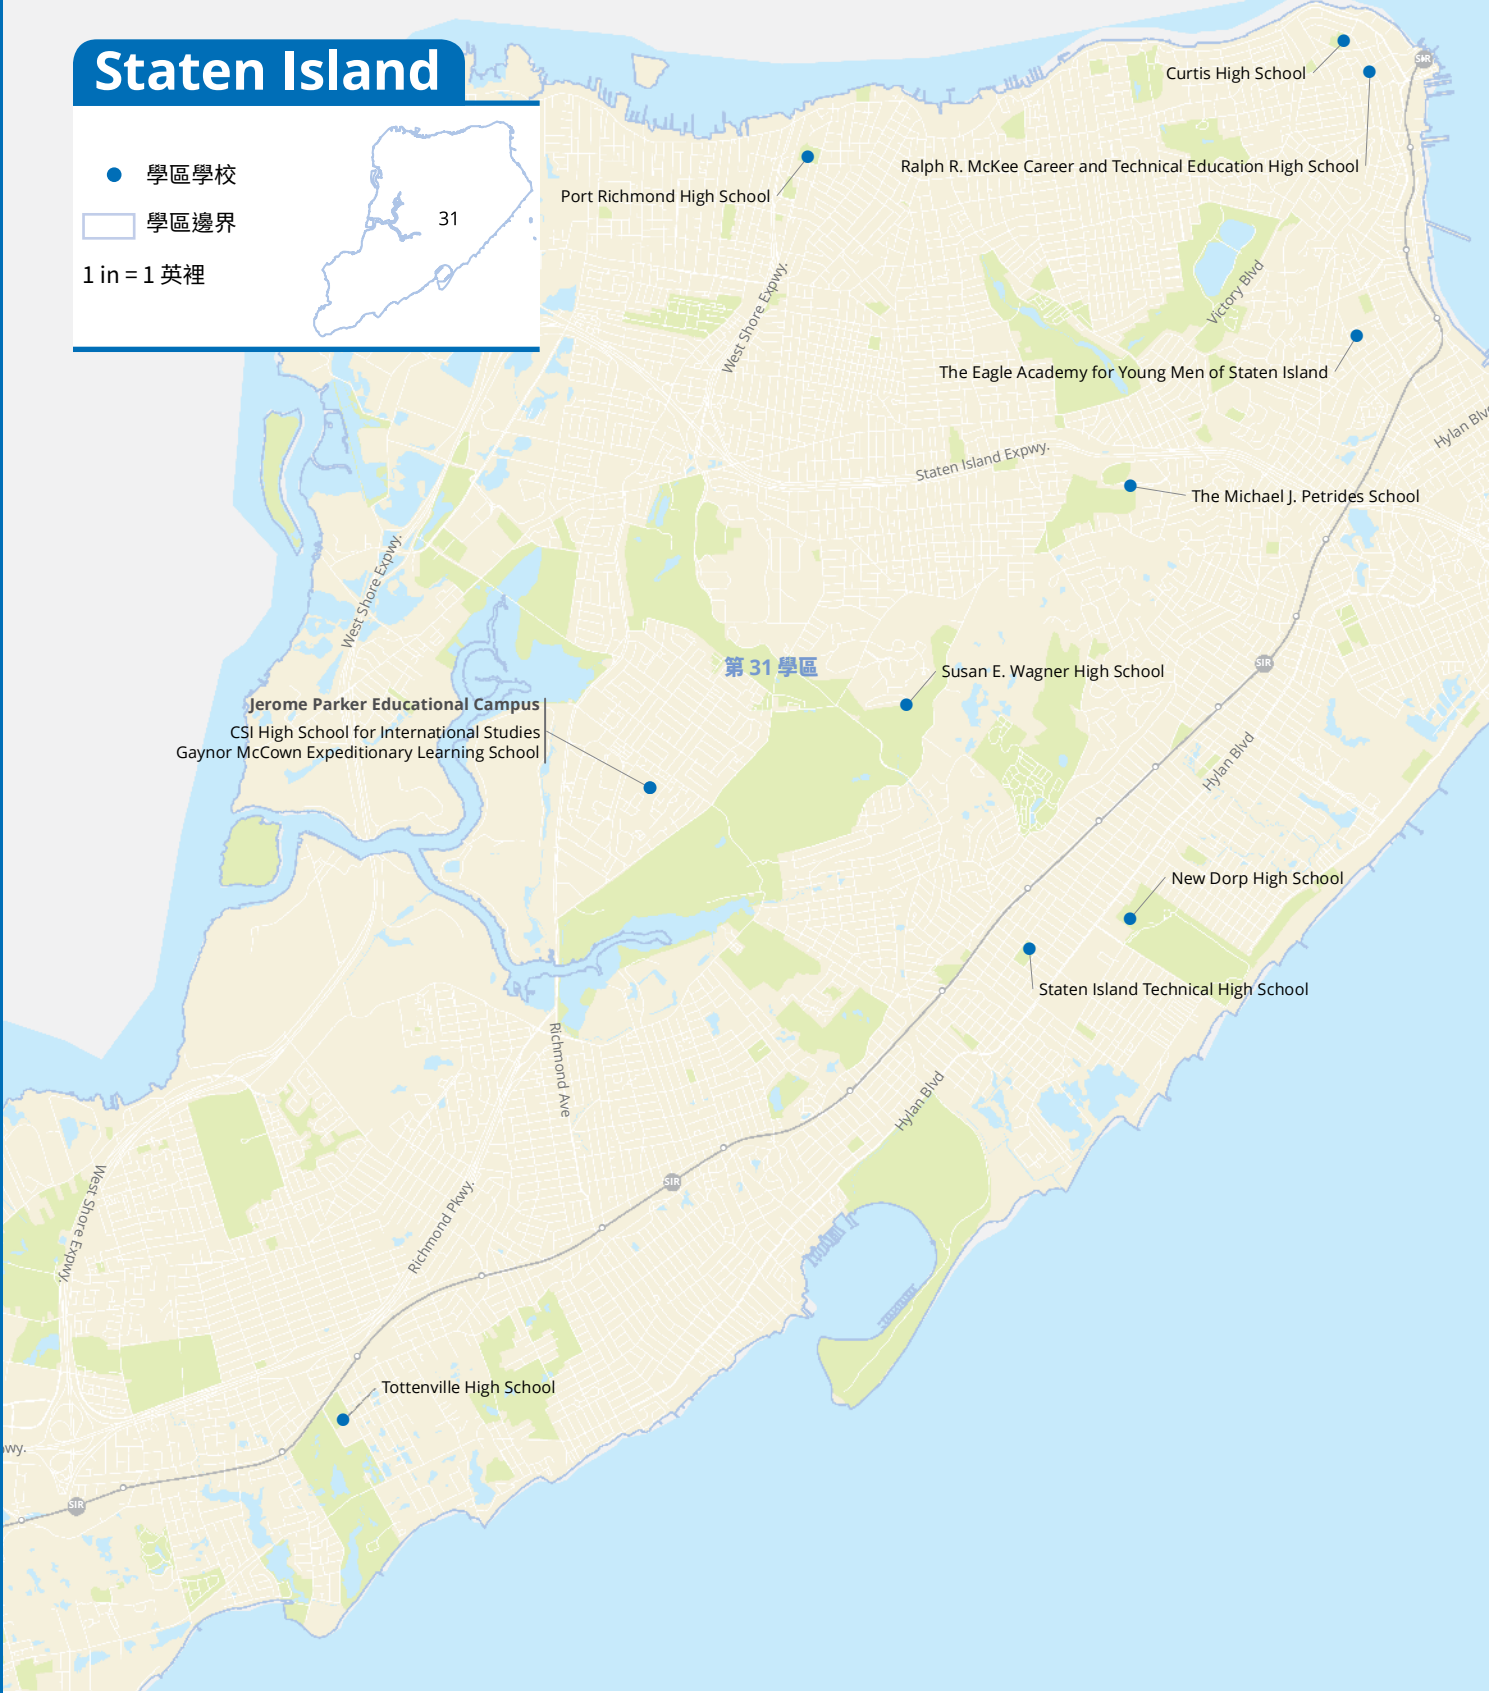 Staten Island
學區學校
學區邊界
1 in = 1 英裡
31
SIR
Curtis High School
Ralph R. McKee Career and Technical Education High School
Port Richmond High School
West Shore Expwy.
Victory Blvd
The Eagle Academy for Young Men of Staten Island
Hylan Blvd
Staten Island Expwy.
The Michael J. Petrides School
West Shore Expwy.
第 31 學區
SIR
Susan E. Wagner High School
Jerome Parker Educational Campus
CSI High School for International Studies
Gaynor McCown Expeditionary Learning School
Hylan Blvd
New Dorp High School
Staten Island Technical High School
Richmond Ave
Hylan Blvd
West Shore Expwy.
Richmond Pkwy.
SIR
Tottenville High School
wy.
SIR